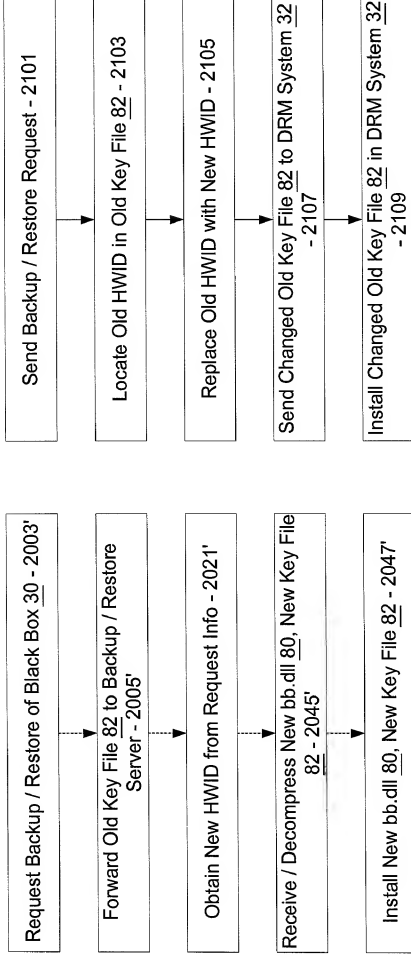 Request Backup / Restore of Black Box 30 - 2003'
Forward Old Key File 82 to Backup / Restore
Server - 2005'
Obtain New HWID from Request Info - 2021'
Receive / Decompress New bb.dll 80, New Key File
82 - 2045'
Install New bb.dll 80, New Key File 82 - 2047'
Send Backup / Restore Request - 2101
Locate Old HWID in Old Key File 82 - 2103
Replace Old HWID with New HWID - 2105
Send Changed Old Key File 82 to DRM System 32
- 2107
Install Changed Old Key File 82 in DRM System 32
- 2109